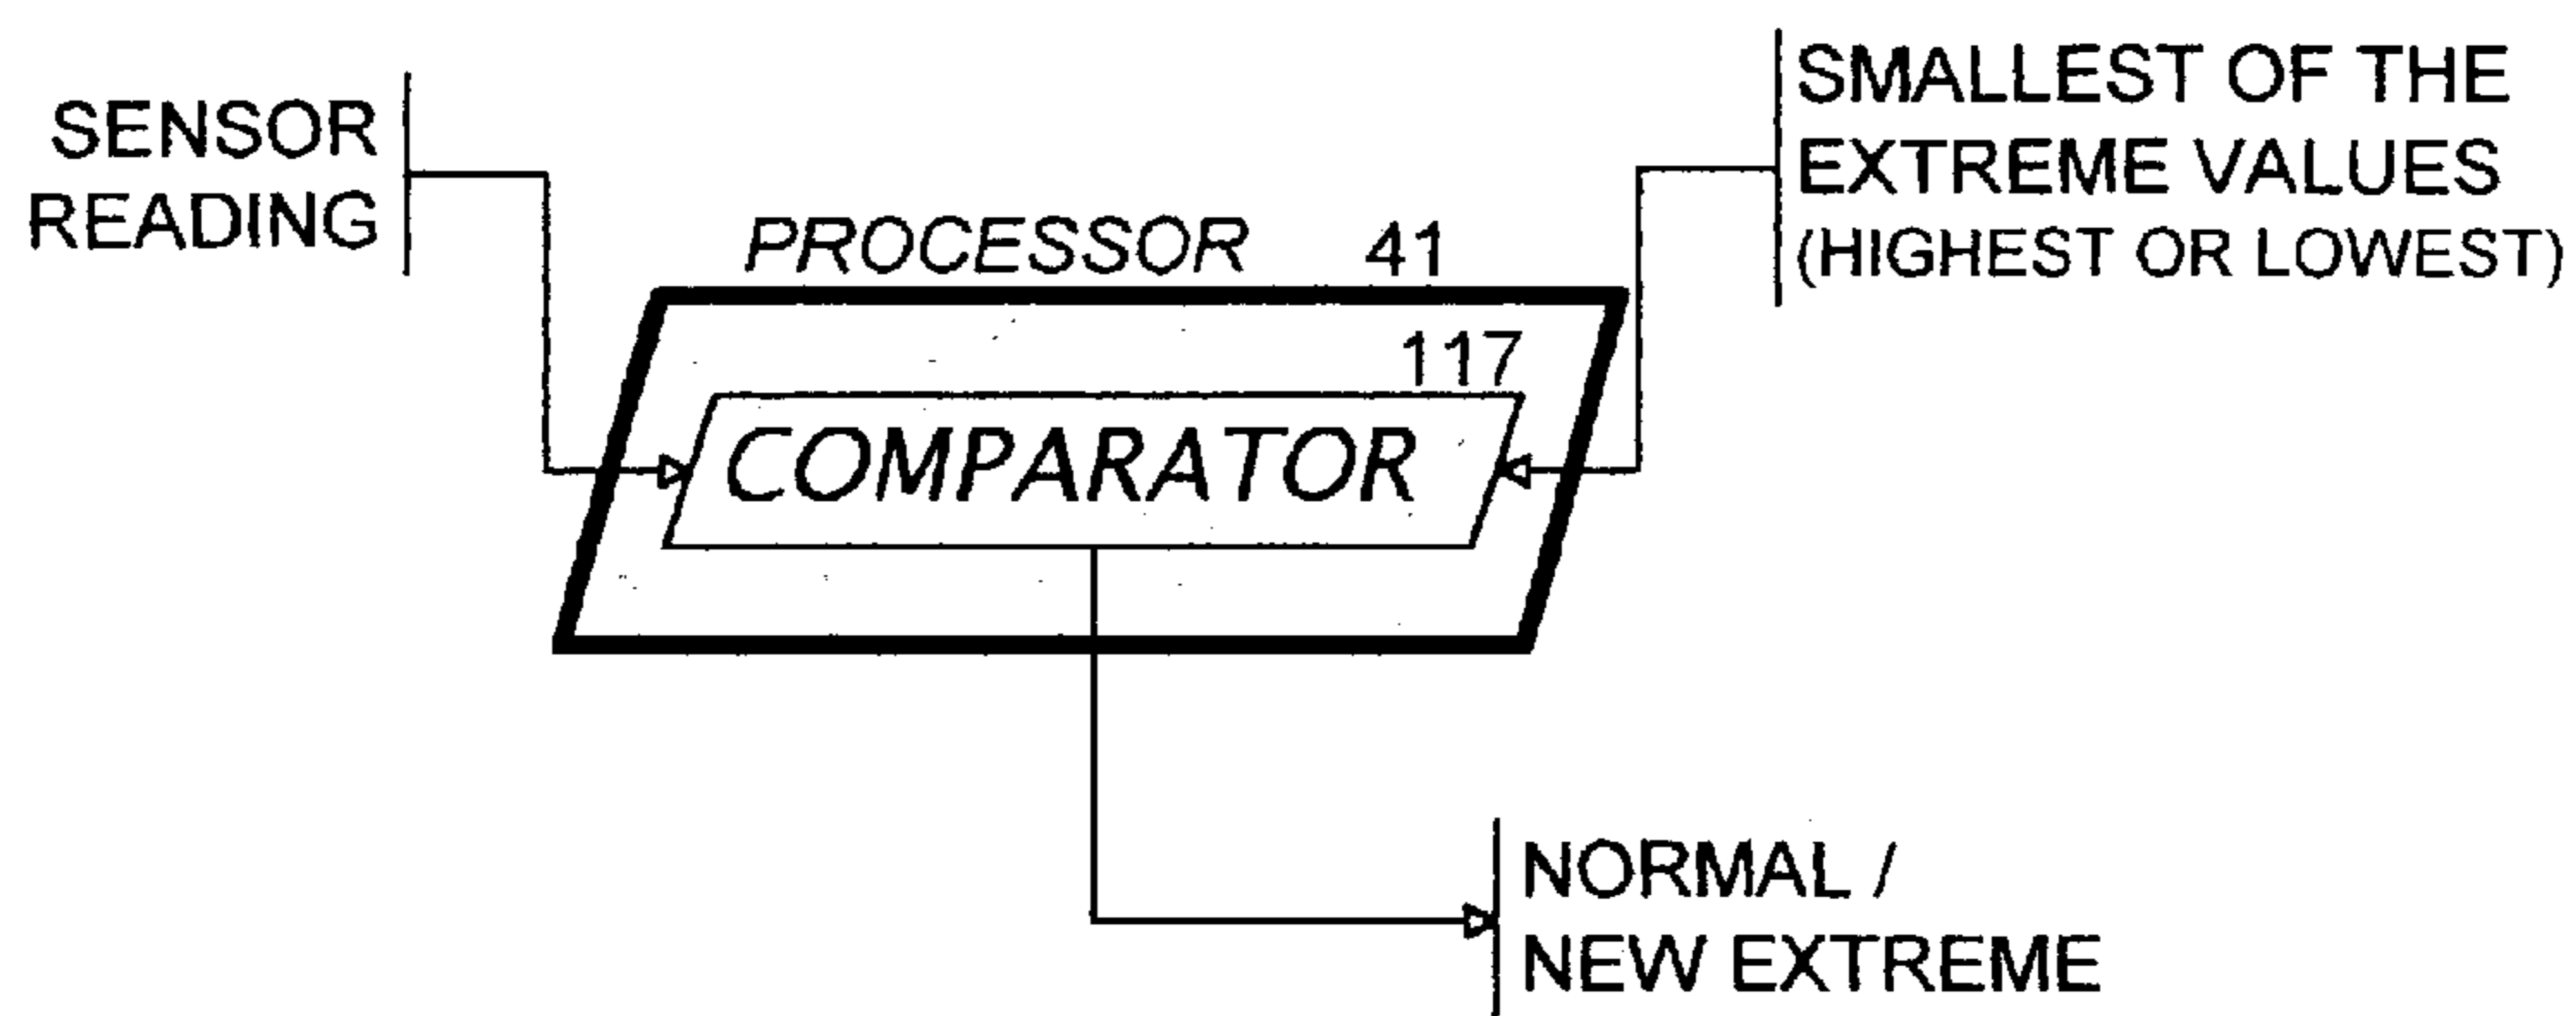 SENSOR
READING
SMALLEST OF THE
EXTREME VALUES
(HIGHEST OR LOWEST)
PROCESSOR 41
117
COMPARATOR
NORMAL /
NEW EXTREME